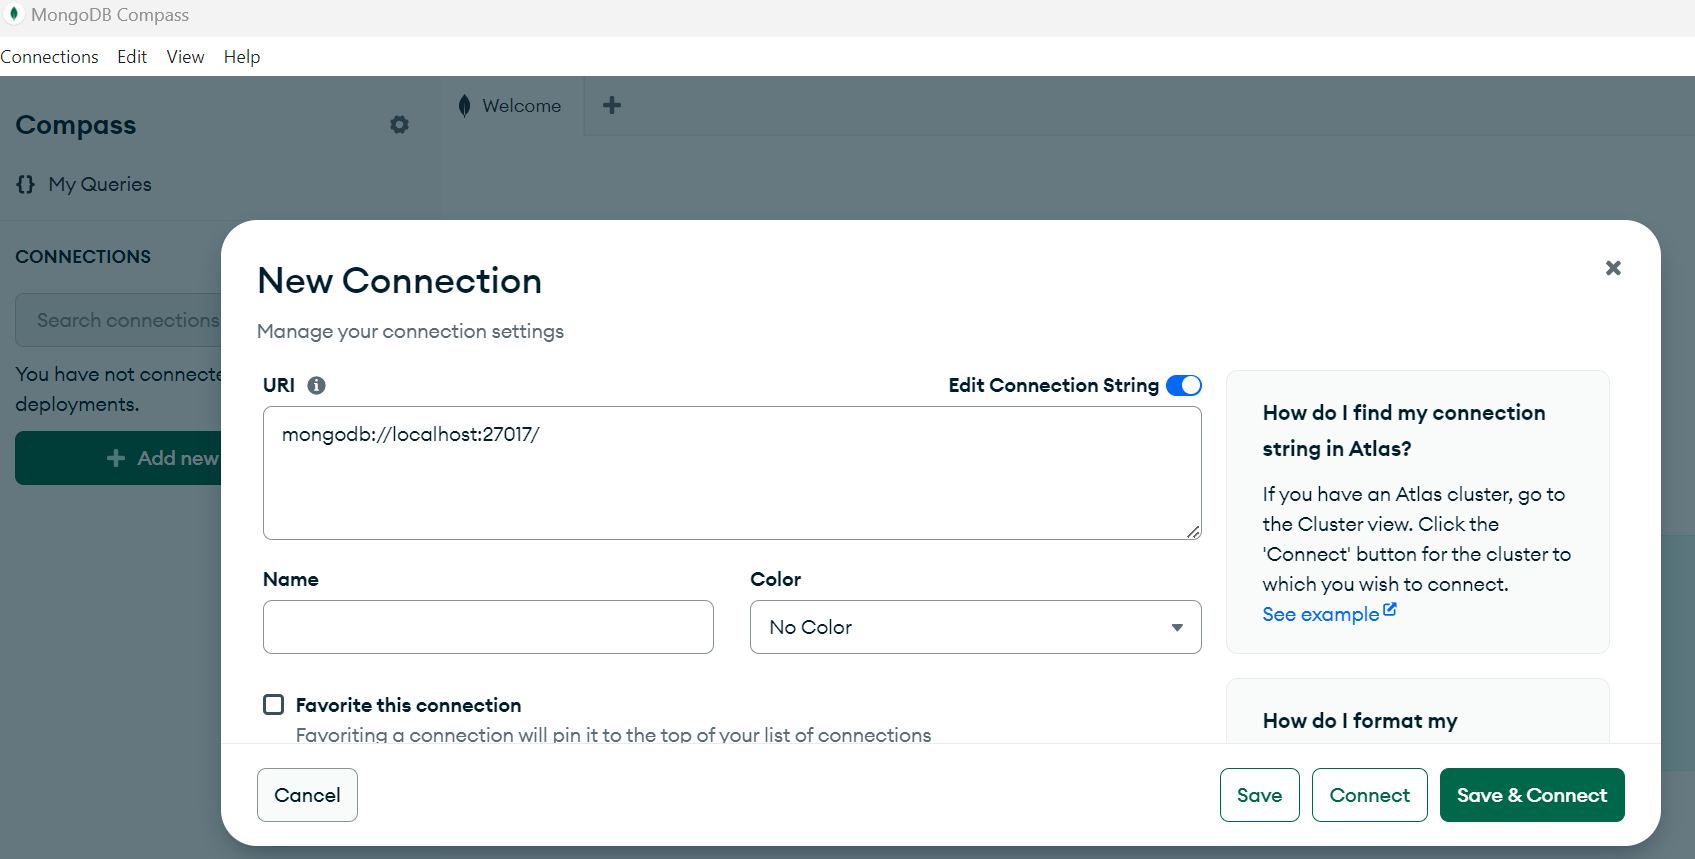 MongoDB Compass
Connections Edit View Help
Compass
Welcome
{} My Queries
CONNECTIONS
Search connections
You have not connecte
deployments.
Add new
New Connection
Manage your connection settings
URI
Edit Connection String
mongodb://localhost:27017/
Name
Color
No Color
Favorite this connection
Favoriting a connection will pin it to the top of your list of connections
How do I find my connection
string in Atlas?
If you have an Atlas cluster, go to
the Cluster view. Click the
'Connect' button for the cluster to
which you wish to connect.
See example
How do I format my
Cancel
Save
Connect
Save & Connect